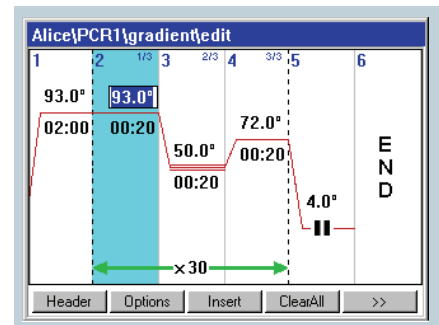 Alice\PCR1\gradient\edit
1 2 1/3 3 2/3 4 3/3 5 6
93.0° 93.0°
02:00 00:20
50.0°
00:20
72.0°
00:20
4.0°
END
×30
Header Options Insert ClearAll >>